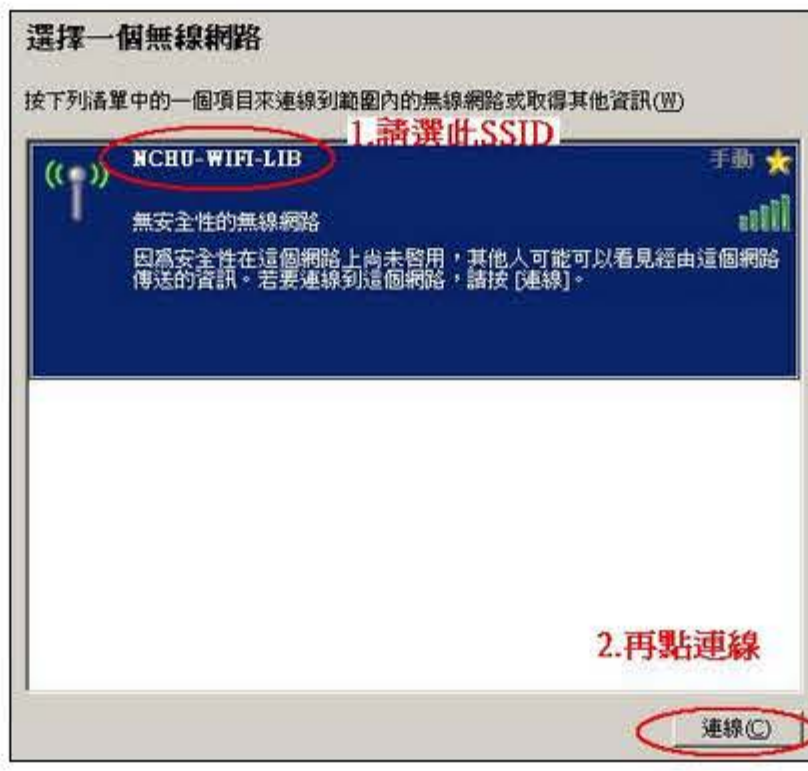 選擇一個無線網路
按下列清單中的一個項目來連線到範圍內的無線網路或取得其他資訊(W)
1.請選此SSID
NCHU-WIFI-LIB
手動
無安全性的無線網路
因為安全性在這個網路上尚未啟用，其他人可能可以看見經由這個網路
傳送的資訊。若要連線到這個網路，請按 [連線]。
2.再點連線
連線(C)